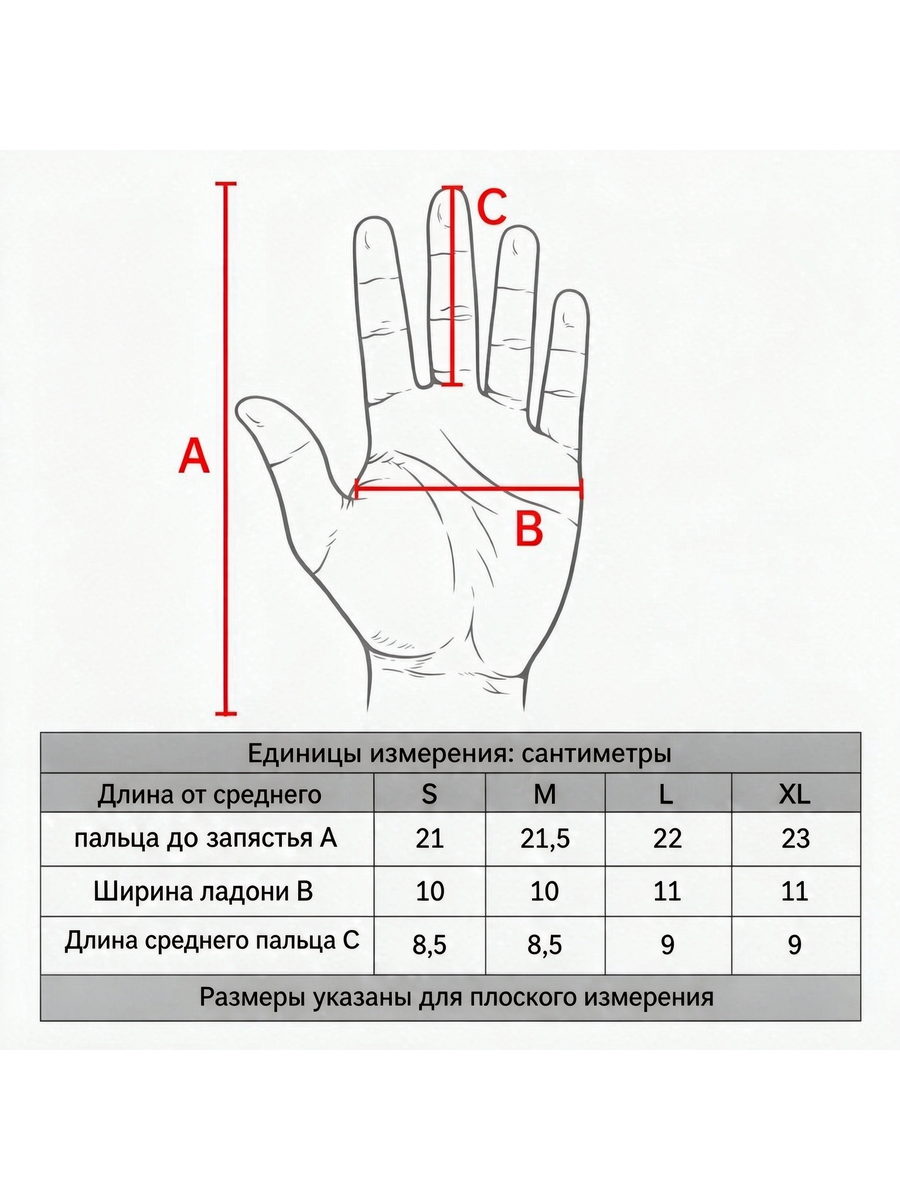 C
A
B
Единицы измерения: сантиметры
Длина от среднего S M L XL
пальца до запястья А 21 21,5 22 23
Ширина ладони В 10 10 11 11
Длина среднего пальца С 8,5 8,5 9 9
Размеры указаны для плоского измерения